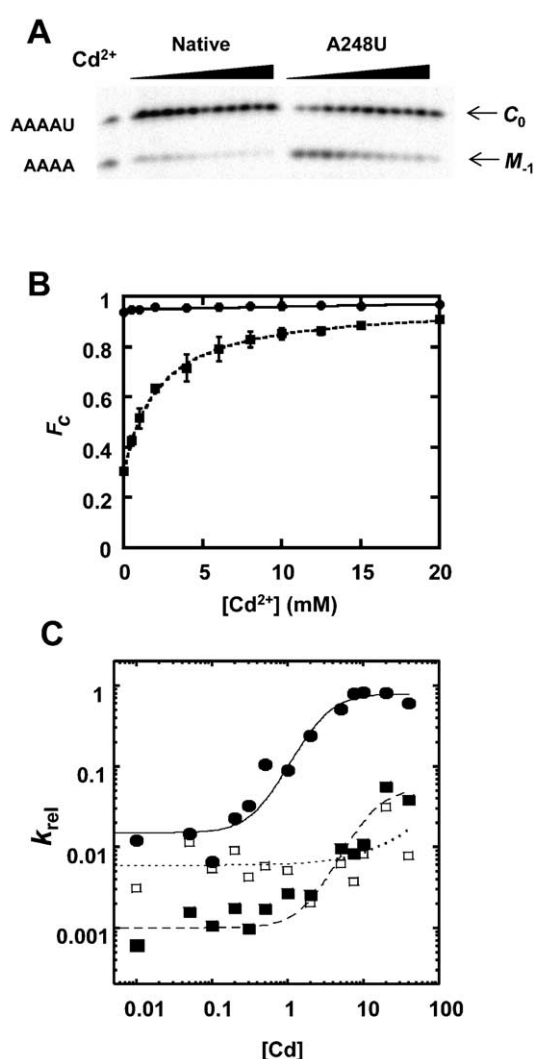 A
Cd²⁺ Native A248U
AAAAU ← C₀
AAAA ← M₋₁
B
1
0.8
0.6
0.4
0.2
0
F_C
0 5 10 15 20
[Cd²⁺] (mM)
C
1
0.1
0.01
0.001
k_rel
0.01 0.1 1 10 100
[Cd]